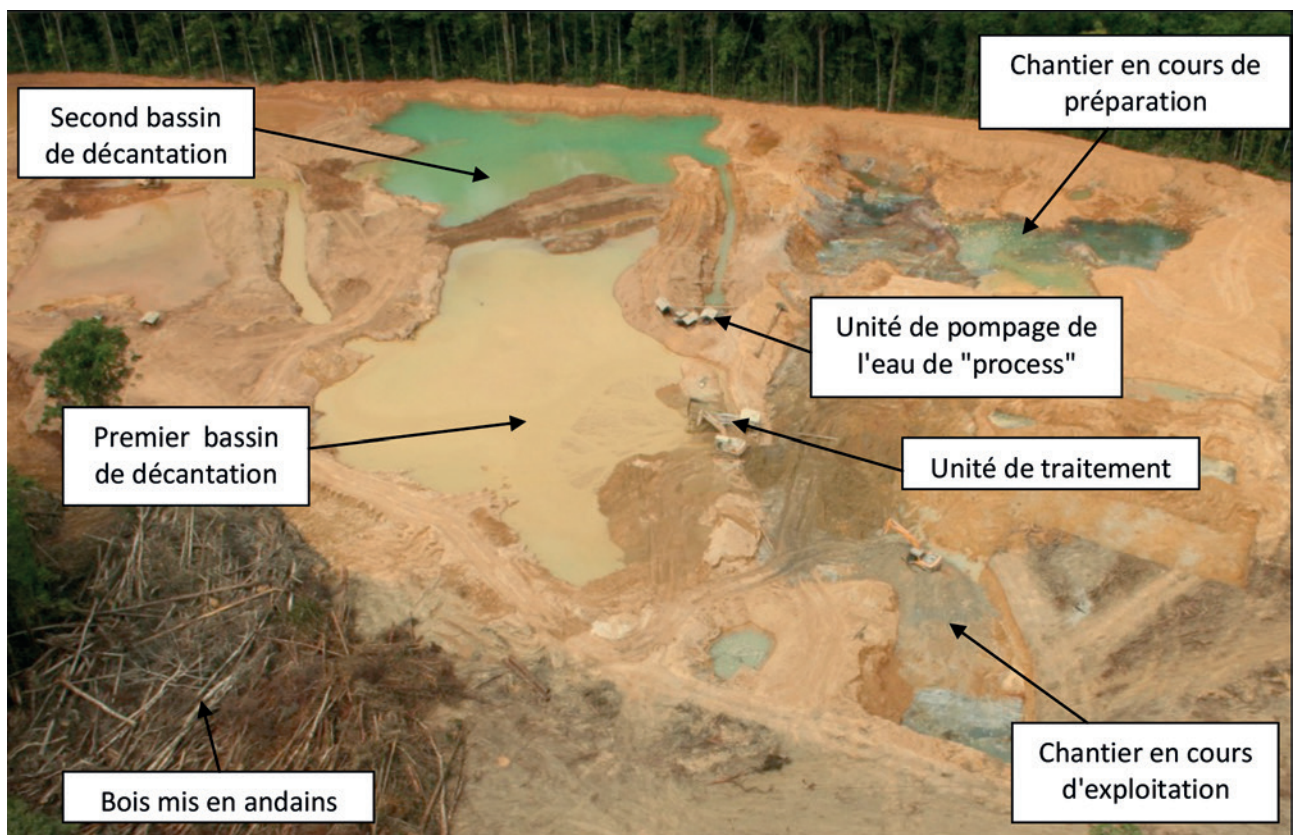 Chantier en cours de
préparation
Second bassin
de décantation
Unité de pompage de
l'eau de "process"
Premier bassin
de décantation
Unité de traitement
Chantier en cours
d'exploitation
Bois mis en andains